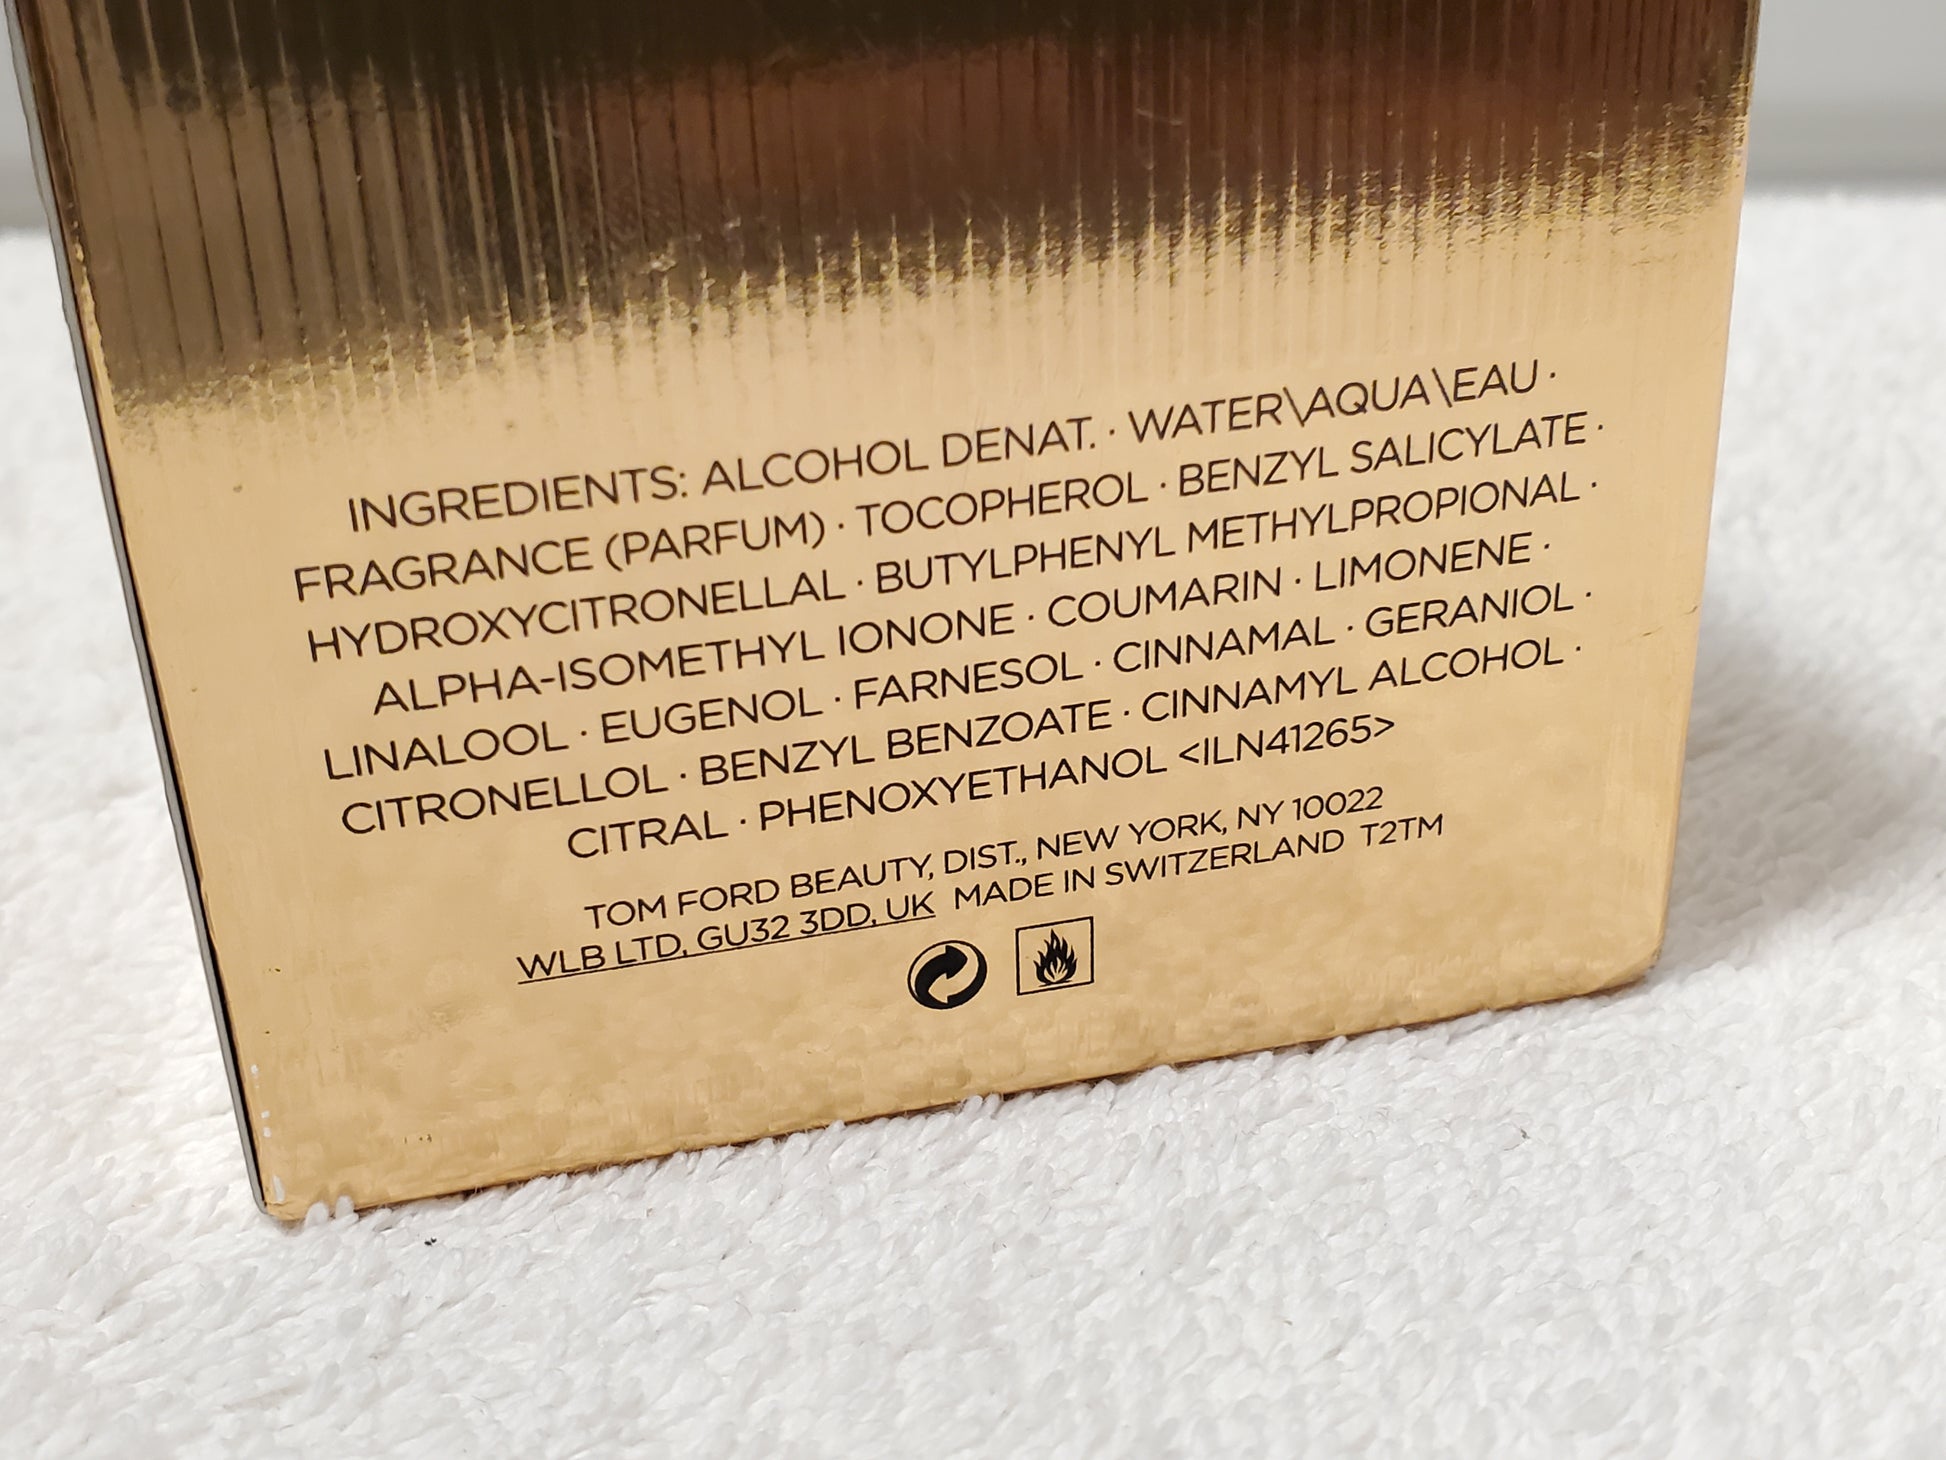 INGREDIENTS: ALCOHOL DENAT. · WATER\AQUA\EAU ·
FRAGRANCE (PARFUM) · TOCOPHEROL · BENZYL SALICYLATE ·
HYDROXYCITRONELLAL · BUTYLPHENYL METHYLPROPIONAL ·
ALPHA-ISOMETHYL IONONE · COUMARIN · LIMONENE ·
LINALOOL · EUGENOL · FARNESOL · CINNAMAL · GERANIOL ·
CITRONELLOL · BENZYL BENZOATE · CINNAMYL ALCOHOL ·
CITRAL · PHENOXYETHANOL <ILN41265>
TOM FORD BEAUTY, DIST., NEW YORK, NY 10022
WLB LTD, GU32 3DD, UK MADE IN SWITZERLAND T2TM